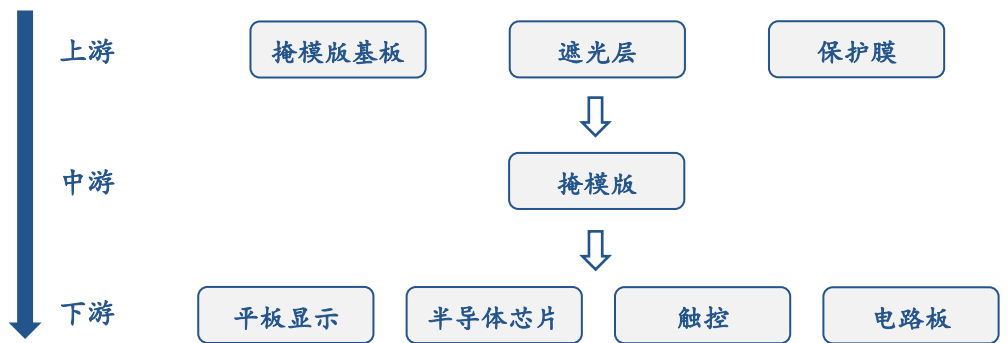 上游
掩模版基板 遮光层 保护膜
中游
掩模版
下游
平板显示 半导体芯片 触控 电路板